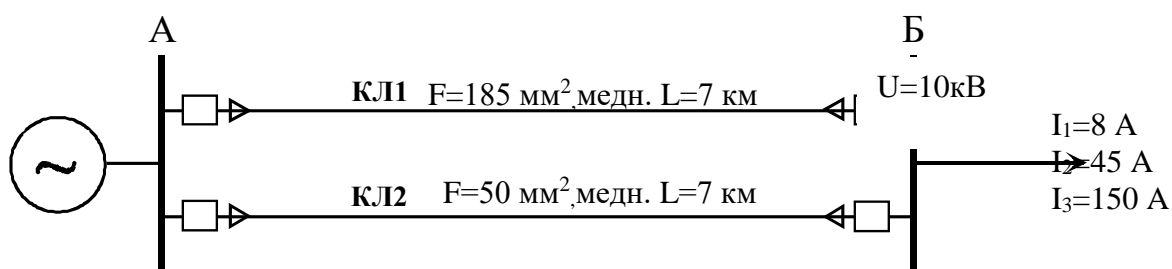 А
Б
КЛ1 F=185 мм²,медн. L=7 км
U=10кВ
I₁=8 А
I₂=45 А
I₃=150 А
КЛ2 F=50 мм²,медн. L=7 км
~